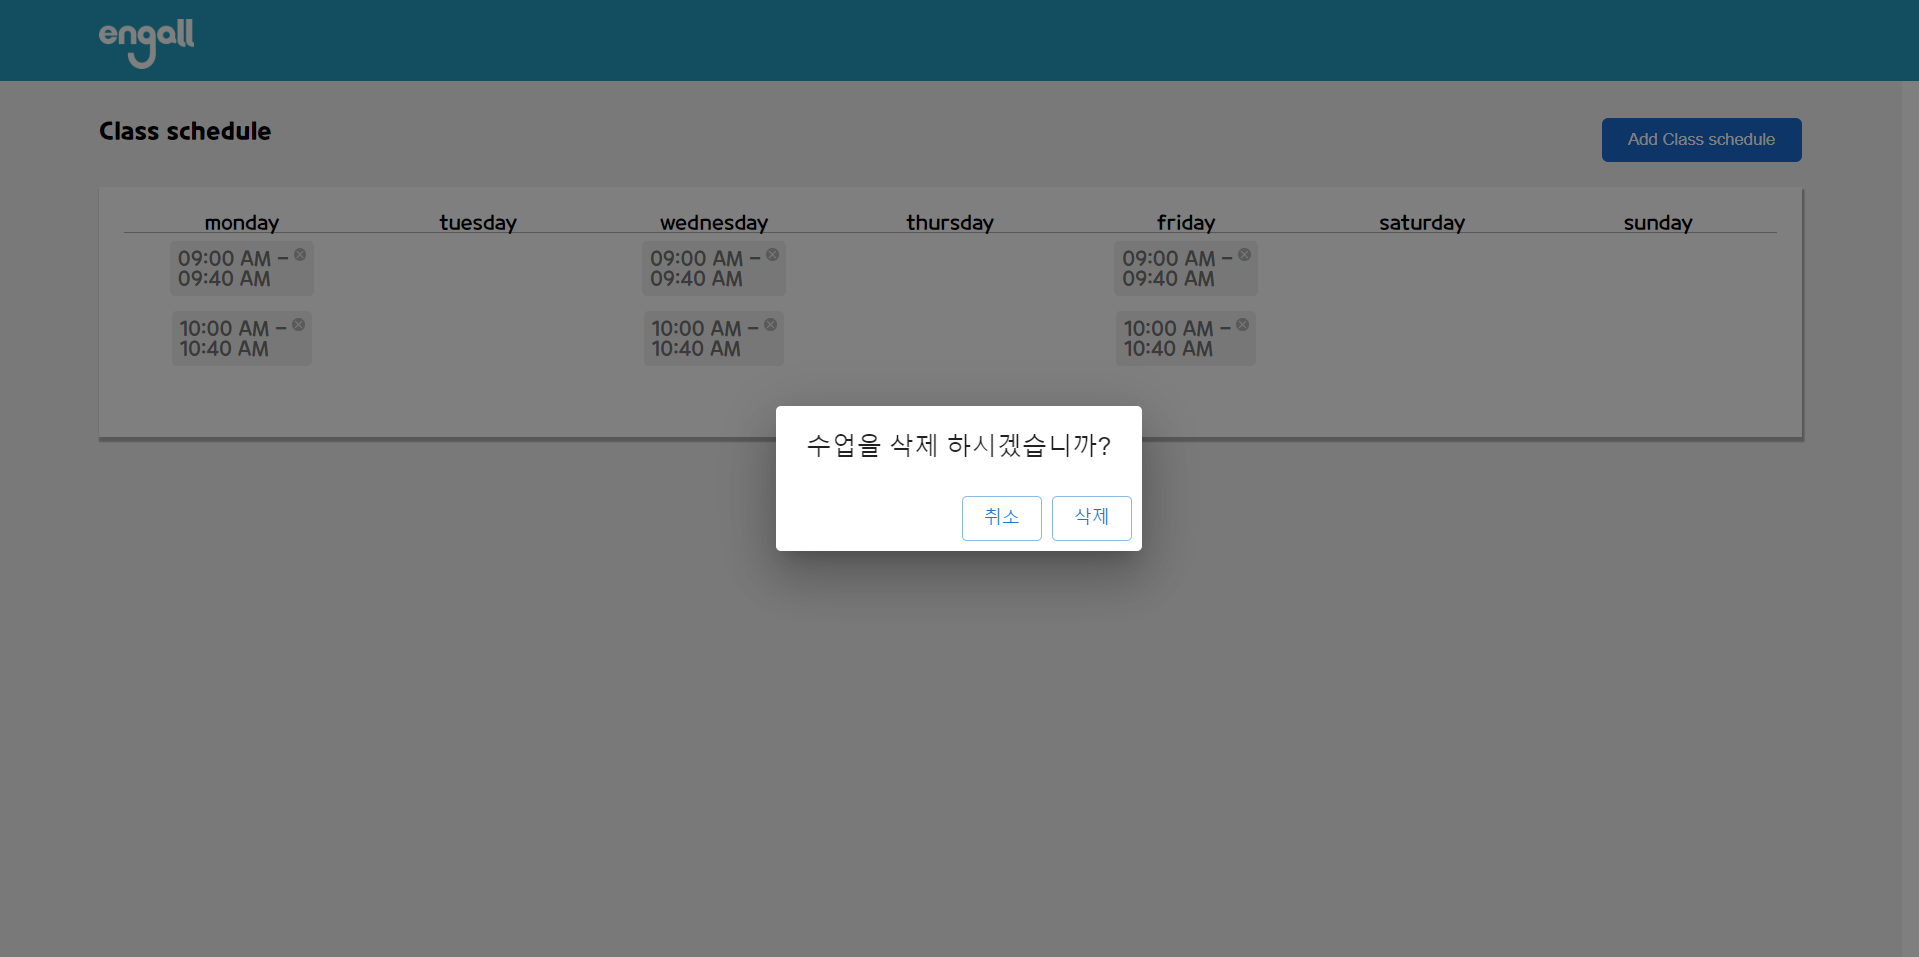 engall
Class schedule
Add Class schedule
monday tuesday wednesday thursday friday saturday sunday
09:00 AM – 09:00 AM – 09:00 AM –
09:40 AM 09:40 AM 09:40 AM
10:00 AM – 10:00 AM – 10:00 AM –
10:40 AM 10:40 AM 10:40 AM
수업을 삭제 하시겠습니까?
취소 삭제